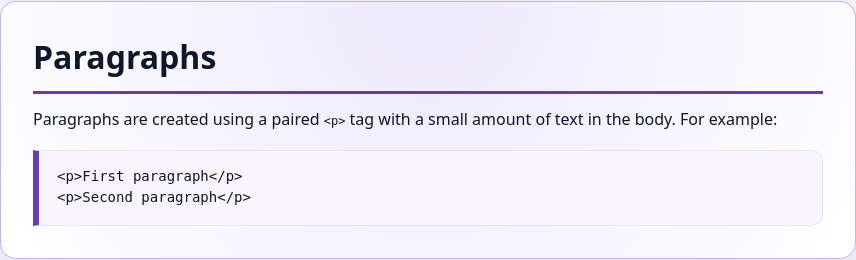 Paragraphs
Paragraphs are created using a paired <p> tag with a small amount of text in the body. For example:
<p>First paragraph</p>
<p>Second paragraph</p>